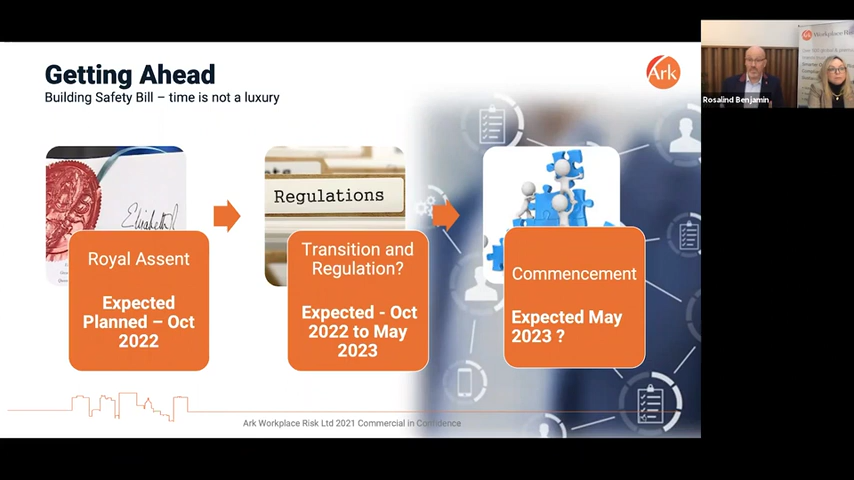 Getting Ahead
Building Safety Bill – time is not a luxury
Ark
Regulations
Royal Assent
Expected
Planned – Oct
2022
Transition and
Regulation?
Expected - Oct
2022 to May
2023
Commencement
Expected May
2023 ?
Ark Workplace Risk Ltd 2021 Commercial in Confidence
Workplace Risk
Rosalind Benjamin